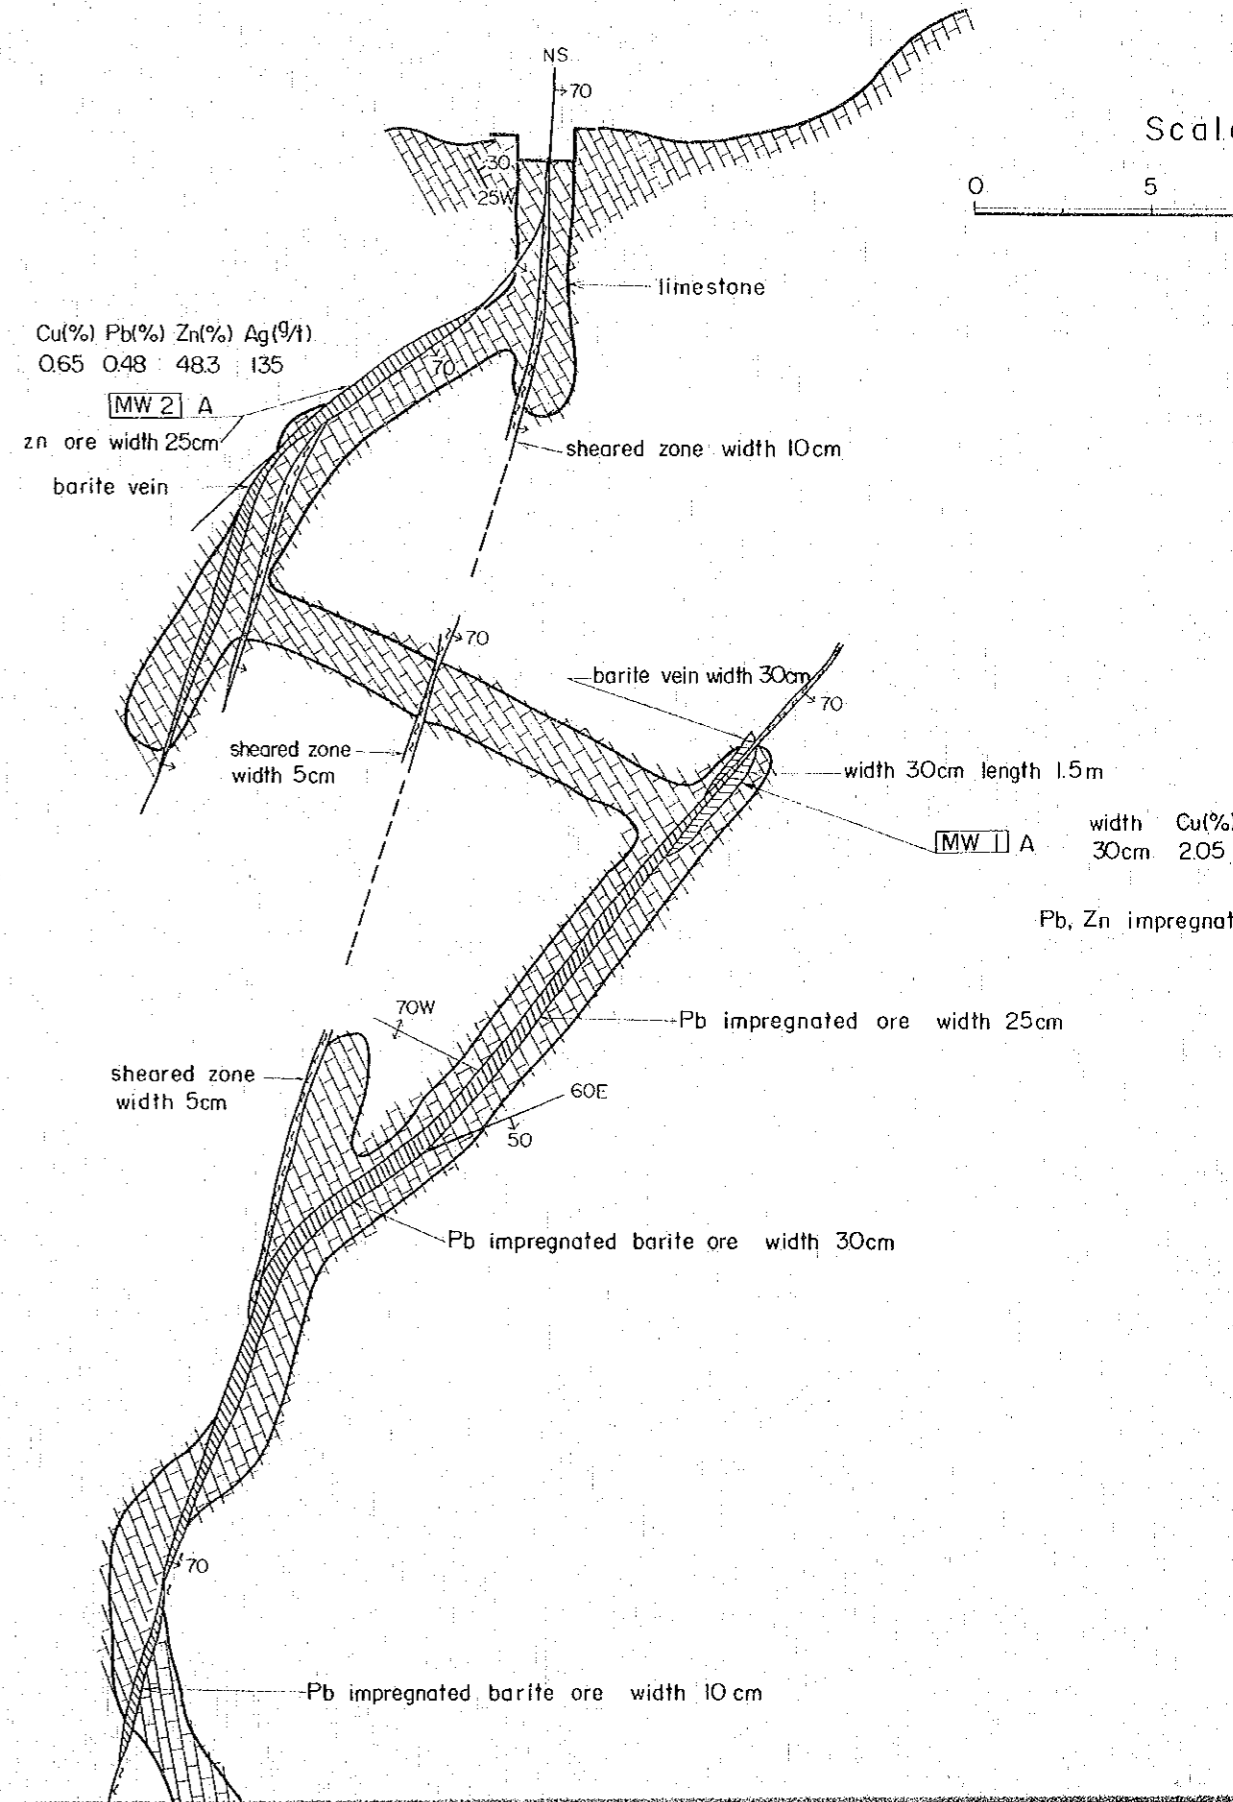 NS
70
Scale
0 5
30
25W
limestone
Cu(%) Pb(%) Zn(%) Ag(g/t)
0.65 0.48 48.3 135
70
MW 2 A
zn ore width 25cm
barite vein
sheared zone width 10cm
70
barite vein width 30cm
70
sheared zone
width 5cm
width 30cm length 1.5m
width Cu(%)
MW 1 A 30cm 2.05
Pb, Zn impregnat
70W
Pb impregnated ore width 25cm
sheared zone
width 5cm
60E
50
Pb impregnated barite ore width 30cm
70
Pb impregnated barite ore width 10cm